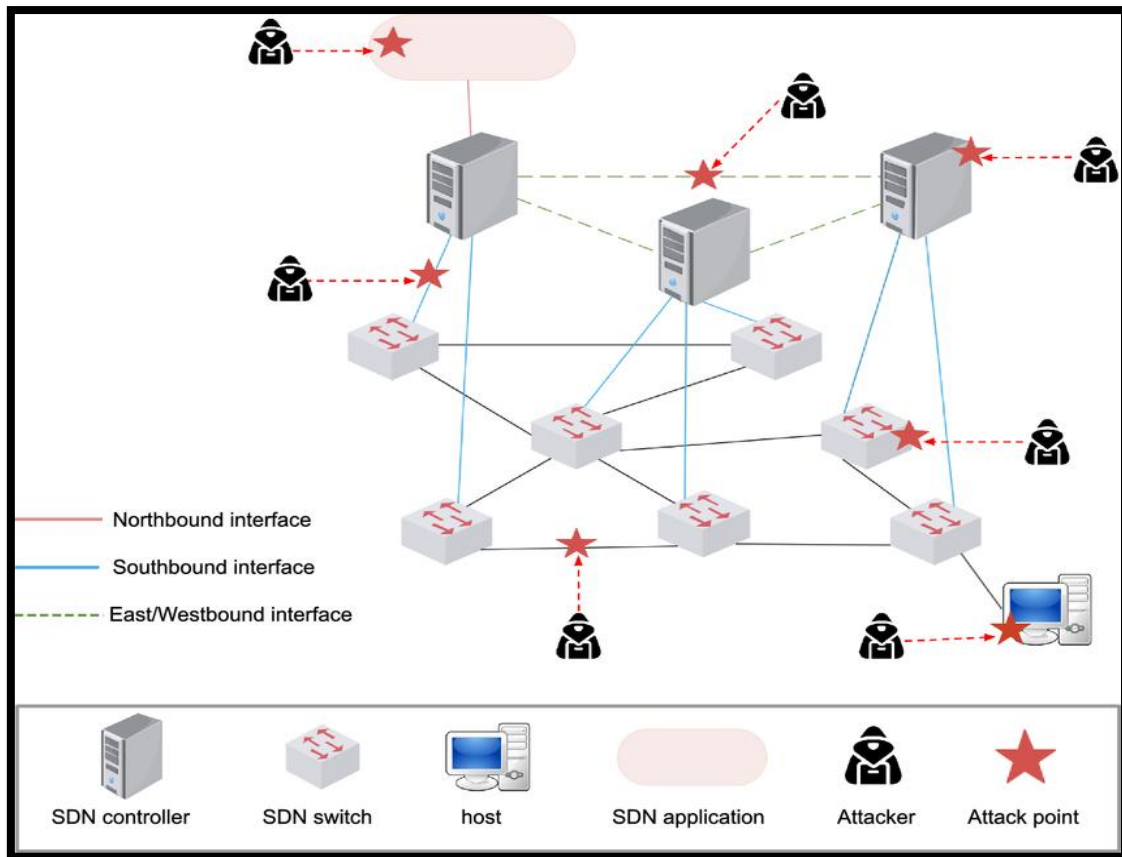 Northbound interface
Southbound interface
East/Westbound interface
SDN controller
SDN switch
host
SDN application
Attacker
Attack point